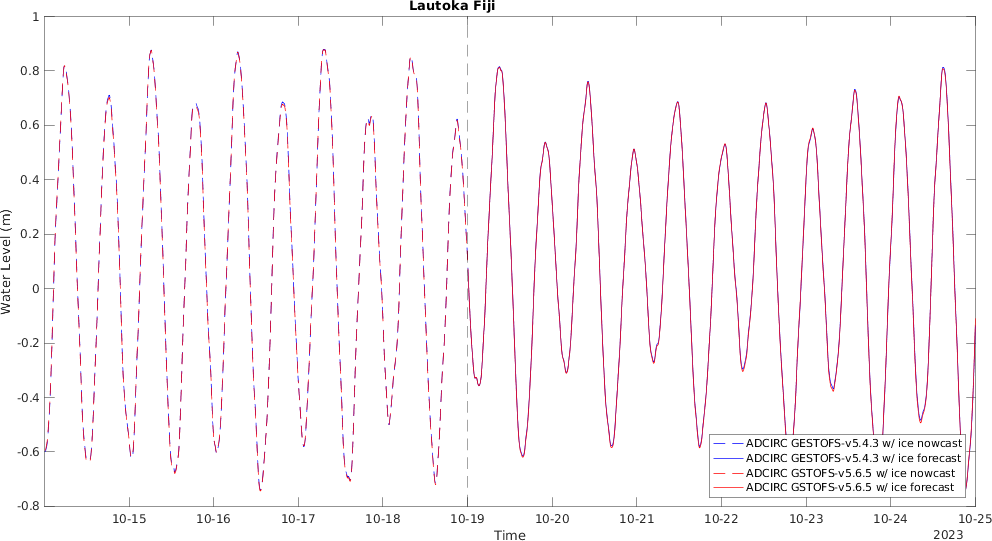 Lautoka Fiji
Water Level (m)
1
0.8
0.6
0.4
0.2
0
-0.2
-0.4
-0.6
-0.8
ADCIRC GESTOFS-v5.4.3 w/ ice nowcast
ADCIRC GESTOFS-v5.4.3 w/ ice forecast
ADCIRC GSTOFS-v5.6.5 w/ ice nowcast
ADCIRC GSTOFS-v5.6.5 w/ ice forecast
10-15 10-16 10-17 10-18 10-19 10-20 10-21 10-22 10-23 10-24 10-25
Time
2023